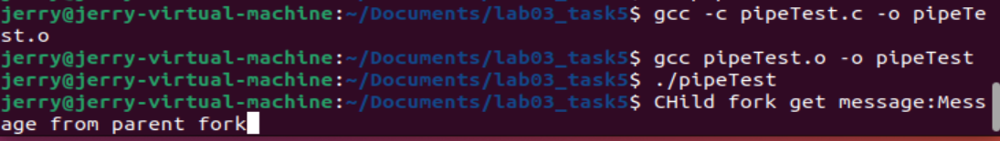 jerry@jerry-virtual-machine:~/Documents/lab03_task5$ gcc -c pipeTest.c -o pipeTe
st.o
jerry@jerry-virtual-machine:~/Documents/lab03_task5$ gcc pipeTest.o -o pipeTest
jerry@jerry-virtual-machine:~/Documents/lab03_task5$ ./pipeTest
jerry@jerry-virtual-machine:~/Documents/lab03_task5$ CHild fork get message:Mess
age from parent fork